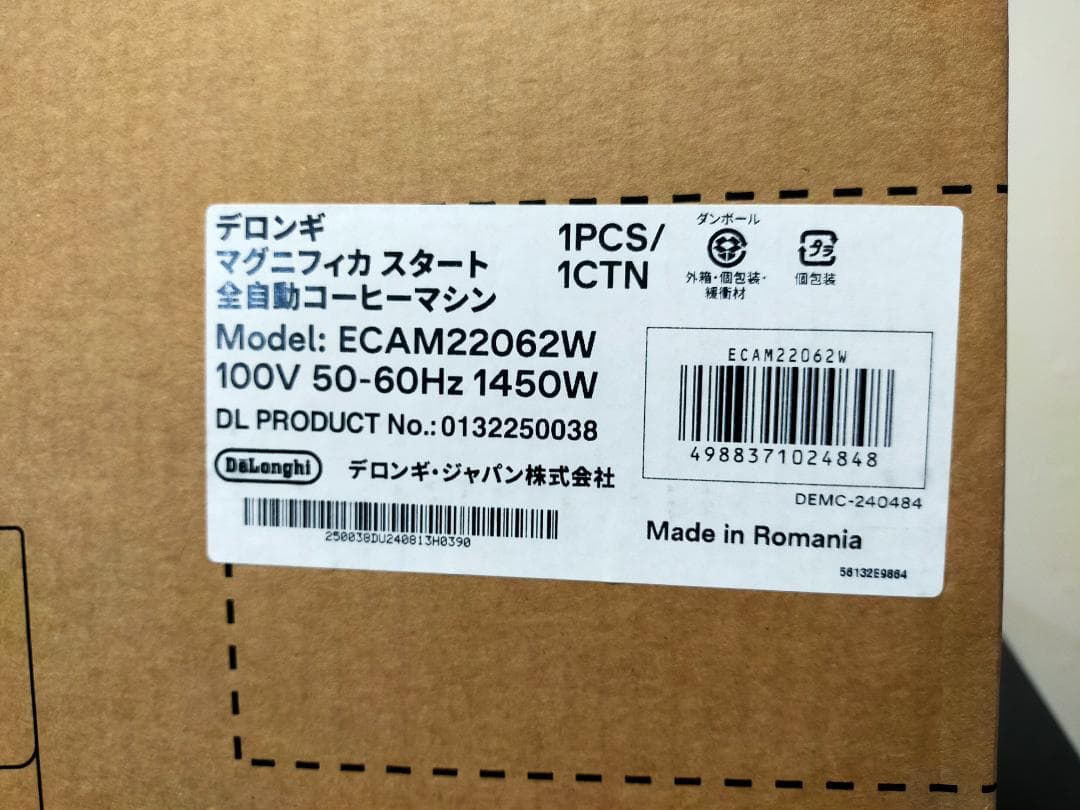 デロンギ
マグニフィカ スタート
全自動コーヒーマシン
Model: ECAM22062W
100V 50-60Hz 1450W
DL PRODUCT No.: 0132250038
DeLonghi デロンギ・ジャパン株式会社
250038DU240813H0390
1PCS/
1CTN
ダンボール
外箱・個包装・
緩衝材
プラ
個包装
ECAM22062W
4988371024848
DEMC-240484
Made in Romania
56132E9864